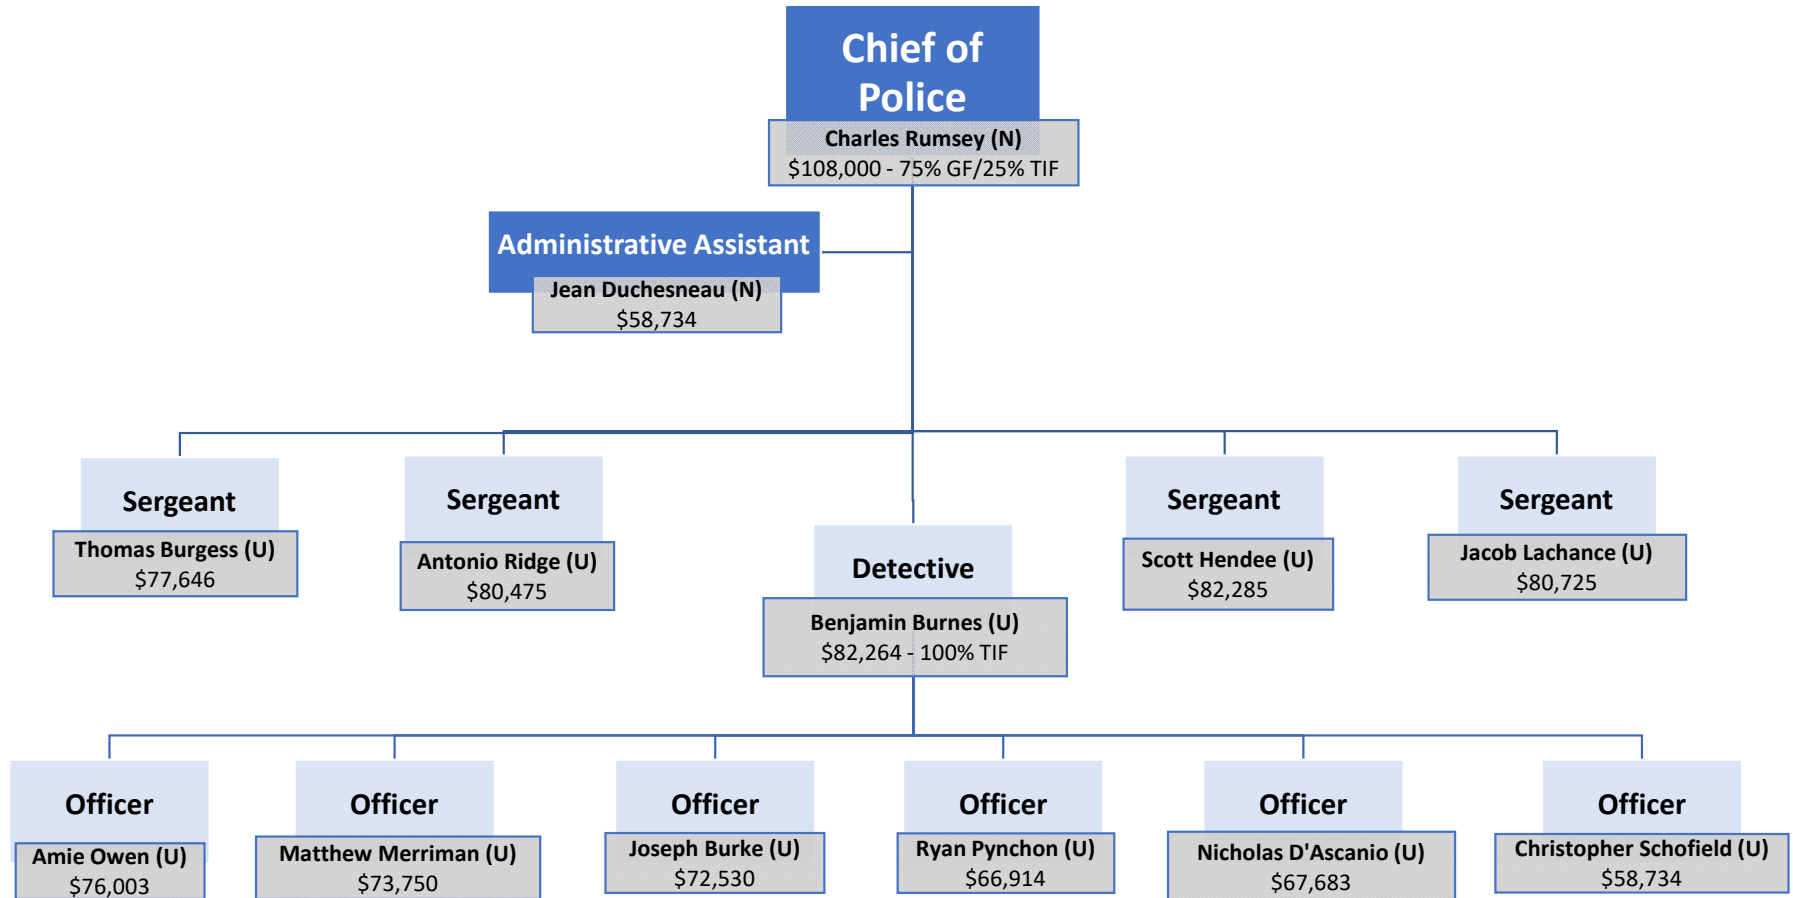 Chief of
Police
Charles Rumsey (N)
$108,000 - 75% GF/25% TIF
Administrative Assistant
Jean Duchesneau (N)
$58,734
Sergeant
Thomas Burgess (U)
$77,646
Sergeant
Antonio Ridge (U)
$80,475
Detective
Benjamin Burnes (U)
$82,264 - 100% TIF
Sergeant
Scott Hendee (U)
$82,285
Sergeant
Jacob Lachance (U)
$80,725
Officer
Amie Owen (U)
$76,003
Officer
Matthew Merriman (U)
$73,750
Officer
Joseph Burke (U)
$72,530
Officer
Ryan Pynchon (U)
$66,914
Officer
Nicholas D'Ascanio (U)
$67,683
Officer
Christopher Schofield (U)
$58,734